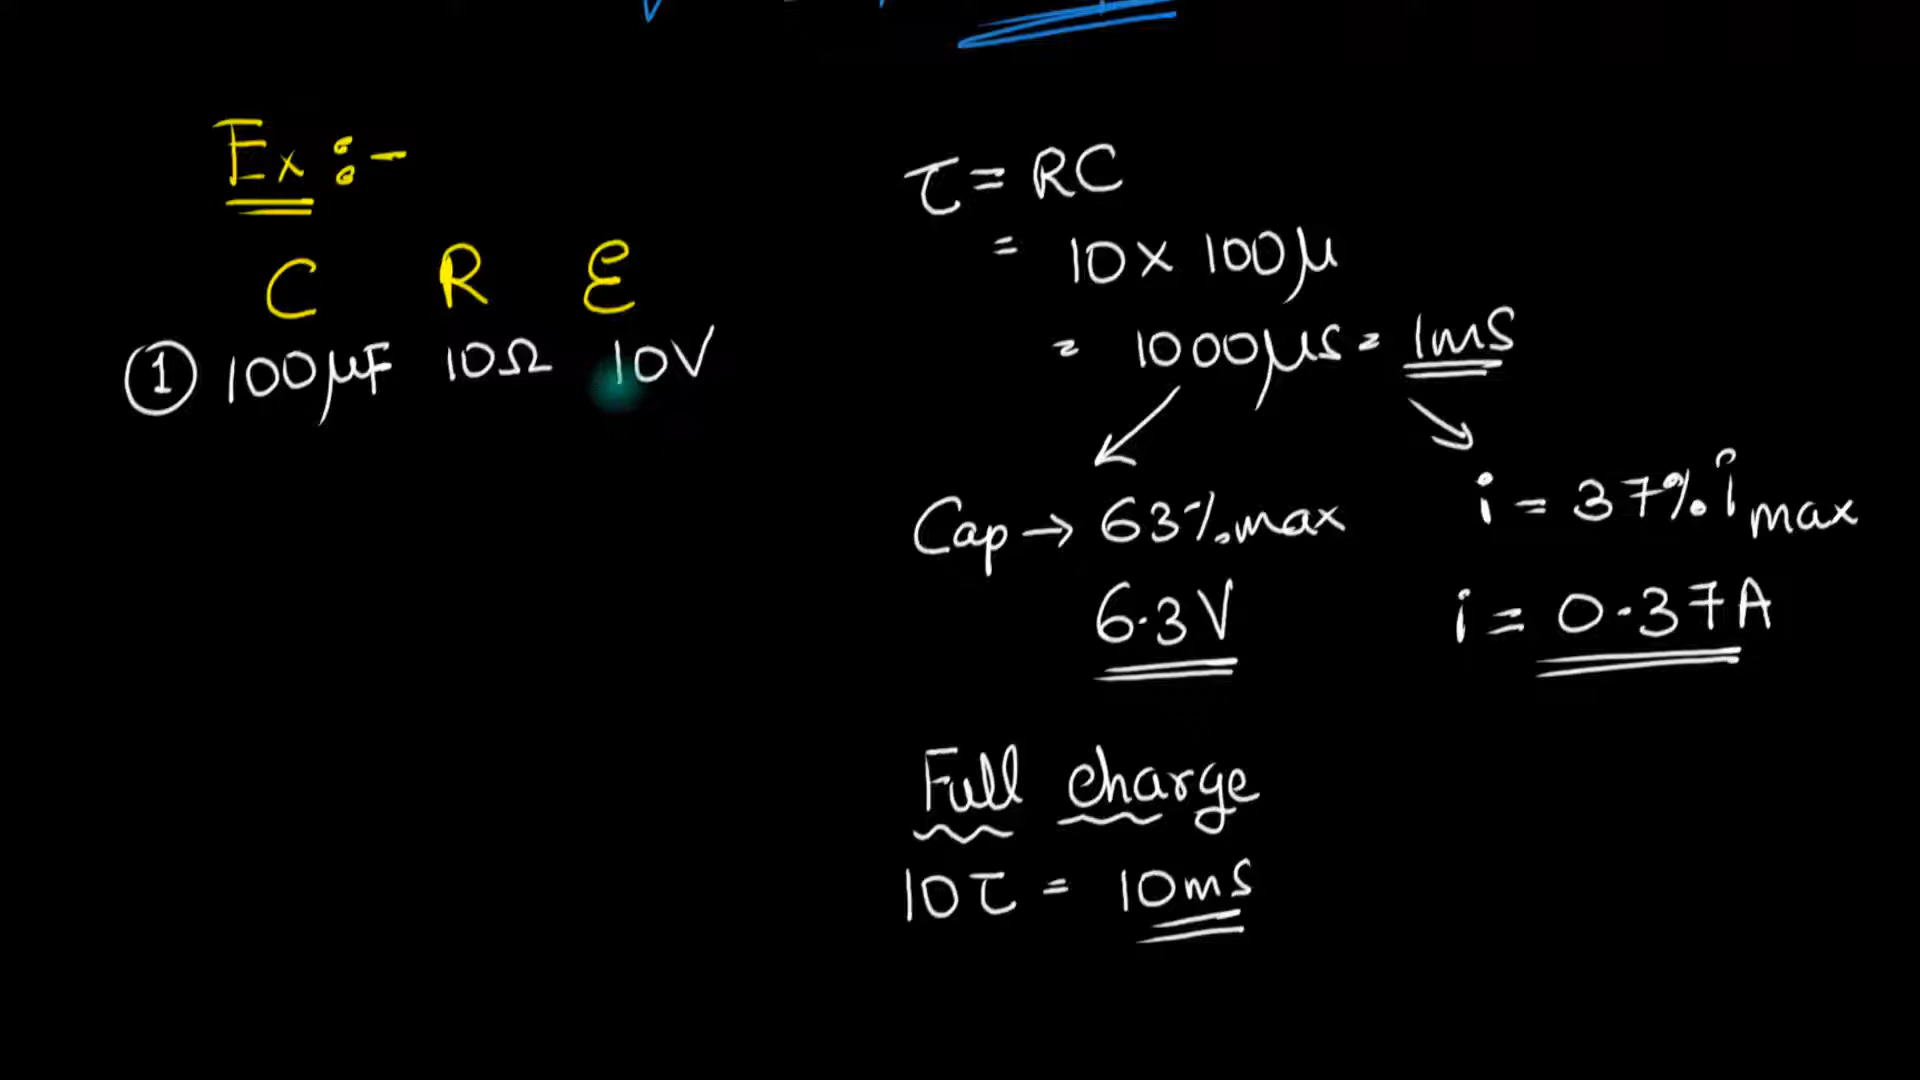 Ex :-
C R Ɛ
① 100μF 10Ω 10V
τ = RC
= 10 x 100μ
= 1000μs = 1ms
Cap → 63% max
6.3V
i = 37% i max
i = 0.37A
Full charge
10τ = 10ms